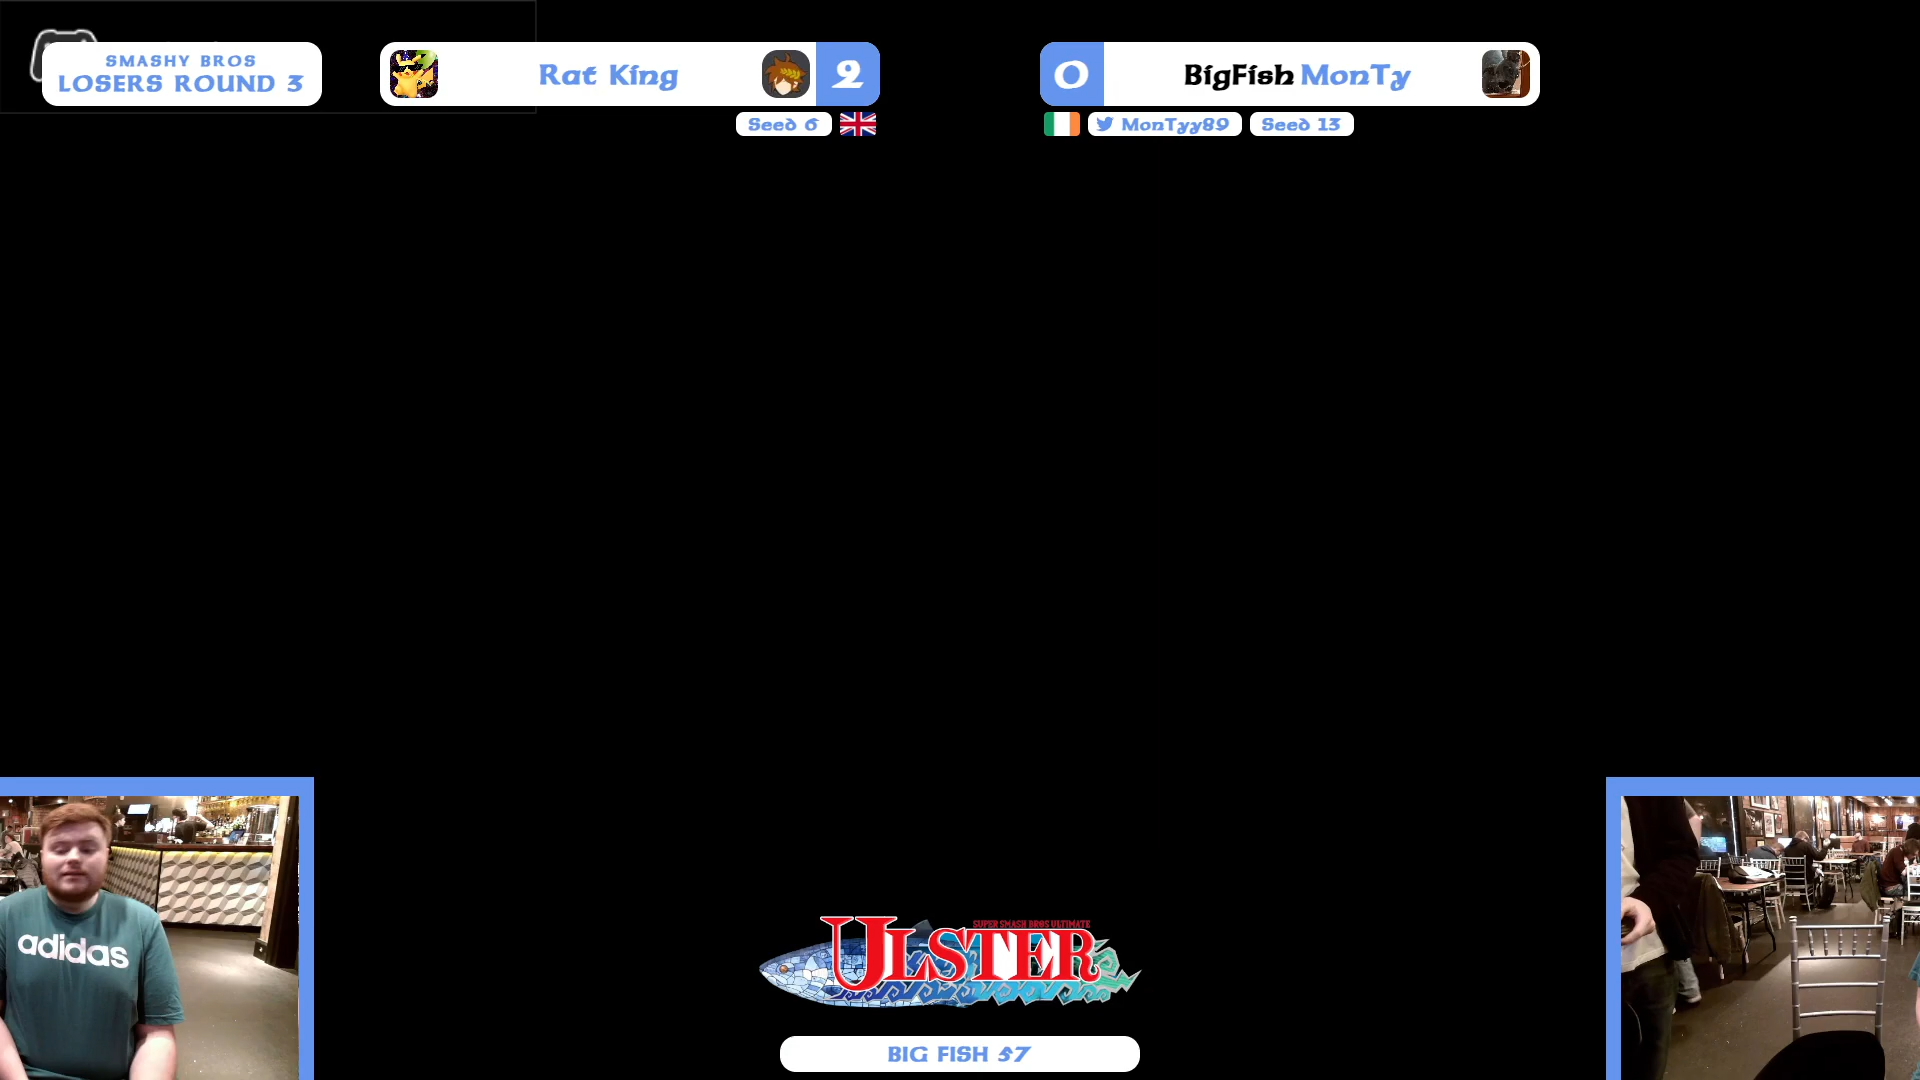 SMASHY BROS
LOSERS ROUND 3
Rat King
2
0
BigFish MonTy
Seed 6
MonTyy89
Seed 13
adidas
SUPER SMASH BROS ULTIMATE
ULSTER
BIG FISH 57